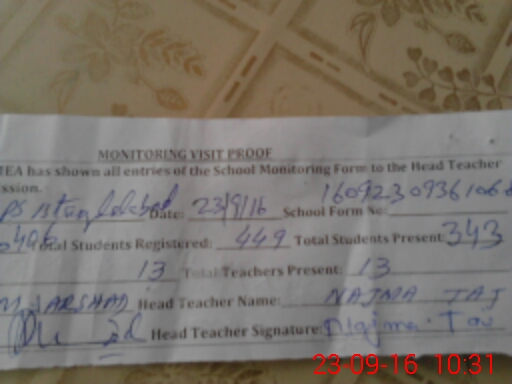 MONITORING VISIT PROOF
MEA has shown all entries of the School Monitoring Form to the Head Teacher
ssion.
Date: 23/9/16 School Form No:
Total Students Registered: 449 Total Students Present: 343
13 Total Teachers Present: 13
M. ARSHAD Head Teacher Name: NAJMA TAJ
Head Teacher Signature: Najma Taj
23-09-16 10:31